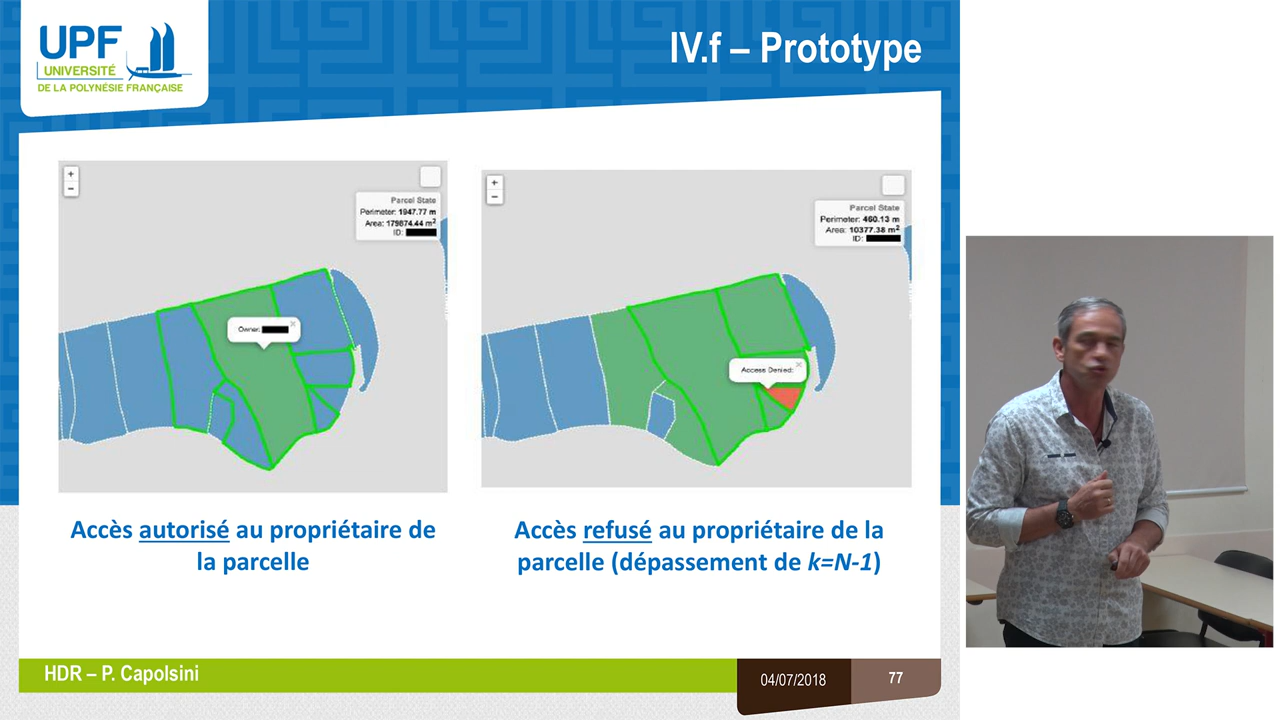 UPF
UNIVERSITÉ
DE LA POLYNÉSIE FRANÇAISE
IV.f – Prototype
+
−
Parcel State
Perimeter: 1947.77 m
Area: 179874.44 m²
ID:
Owner:
×
+
−
Parcel State
Perimeter: 460.13 m
Area: 10377.38 m²
ID:
Access Denied:
×
Accès autorisé au propriétaire de
la parcelle
Accès refusé au propriétaire de la
parcelle (dépassement de k=N-1)
HDR – P. Capolsini
04/07/2018
77